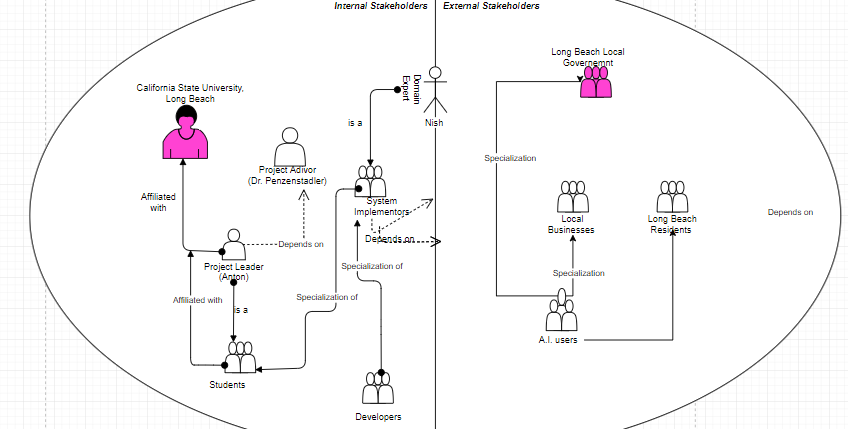 Internal Stakeholders
External Stakeholders
Long Beach Local
Governemnt
California State University,
Long Beach
Domain
Expert
Nish
is a
Specialization
Project Adivor
(Dr. Penzenstadler)
Affiliated
with
System
Implementors
Local
Businesses
Long Beach
Residents
Depends on
Depends on
Depends on
Project Leader
(Anton)
Specialization of
Specialization
Affiliated with
Specialization of
is a
A.I. users
Students
Developers